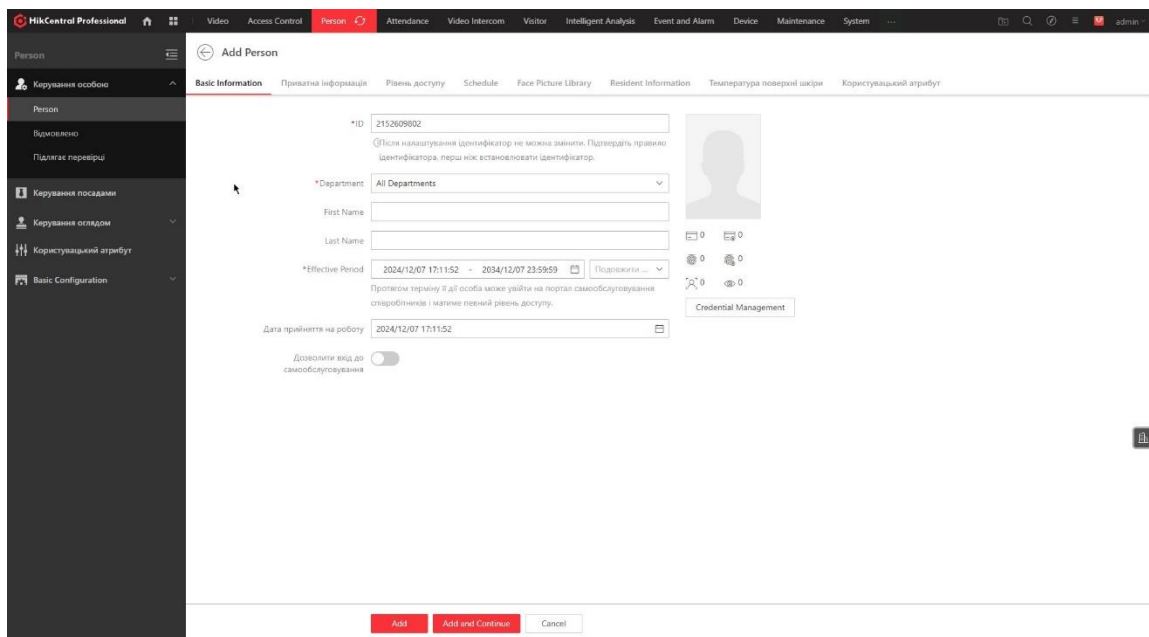 HikCentral Professional
Video Access Control Person Attendance Video Intercom Visitor Intelligent Analysis Event and Alarm Device Maintenance System ... admin
Person
Керування особою
Person
Відмовлено
Підлягає перевірці
Керування посадами
Керування оглядом
Користувацький атрибут
Basic Configuration
Add Person
Basic Information Приватна інформація Рівень доступу Schedule Face Picture Library Resident Information Температура поверхні шкіри Користувацький атрибут
*ID 2152609802
Після налаштування ідентифікатор не можна змінити. Підтвердіть правило
ідентифікатора, перш ніж встановлювати ідентифікатор.
*Department All Departments
First Name
Last Name
*Effective Period 2024/12/07 17:11:52 - 2034/12/07 23:59:59 Подовжити ...
Протягом терміну її дії особа може увійти на портал самообслуговування
співробітників і матиме певний рівень доступу.
Дата прийняття на роботу 2024/12/07 17:11:52
Дозволити вхід до
самообслуговування
0 0
0 0
0 0
Credential Management
Add Add and Continue Cancel